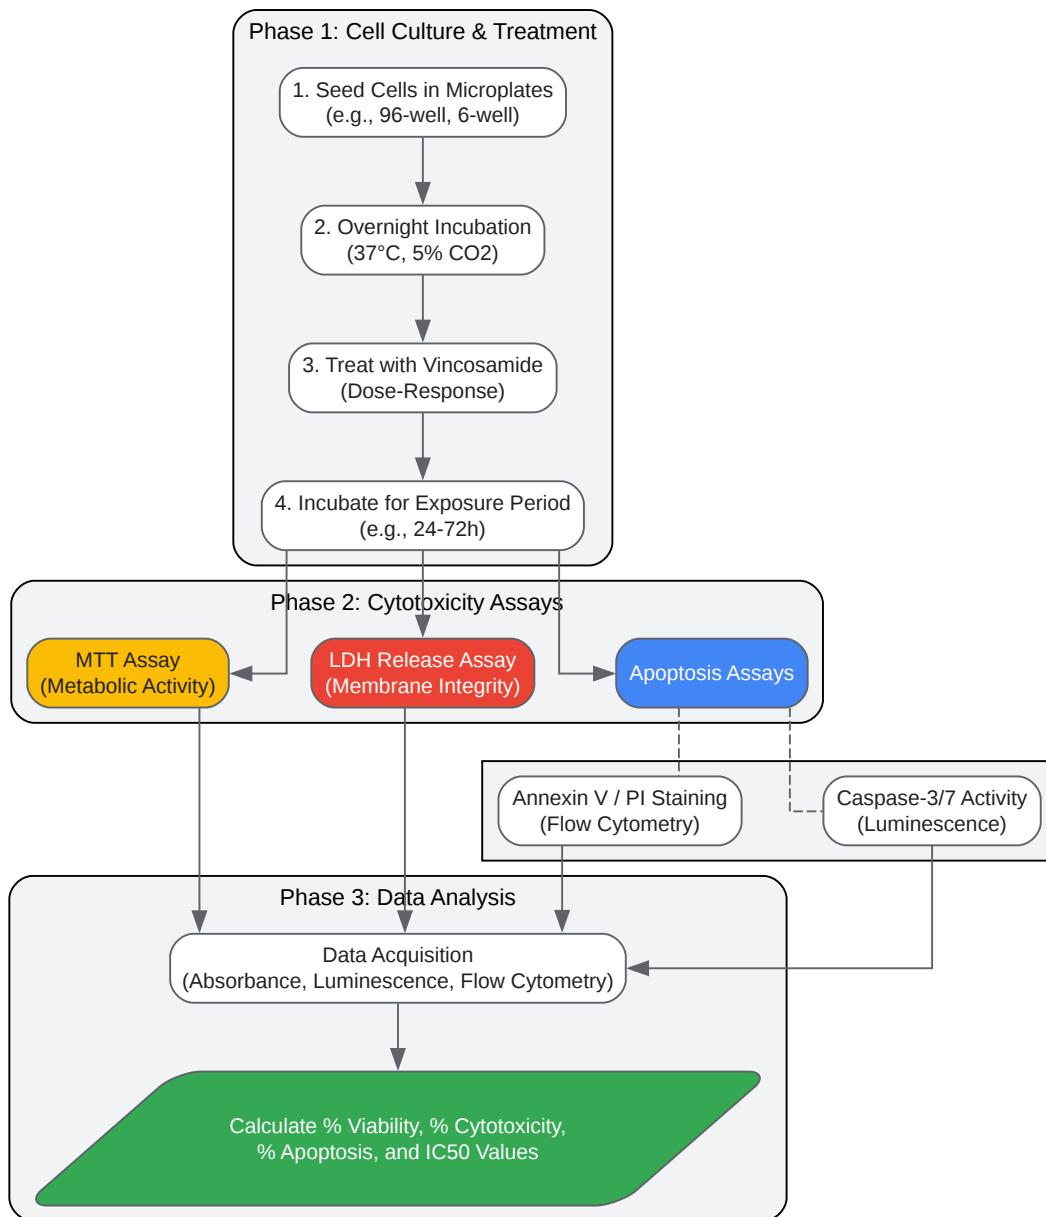 Phase 1: Cell Culture & Treatment
1. Seed Cells in Microplates
(e.g., 96-well, 6-well)
2. Overnight Incubation
(37°C, 5% CO2)
3. Treat with Vincosamide
(Dose-Response)
4. Incubate for Exposure Period
(e.g., 24-72h)
Phase 2: Cytotoxicity Assays
MTT Assay
(Metabolic Activity)
LDH Release Assay
(Membrane Integrity)
Apoptosis Assays
Annexin V / PI Staining
(Flow Cytometry)
Caspase-3/7 Activity
(Luminescence)
Phase 3: Data Analysis
Data Acquisition
(Absorbance, Luminescence, Flow Cytometry)
Calculate % Viability, % Cytotoxicity,
% Apoptosis, and IC50 Values